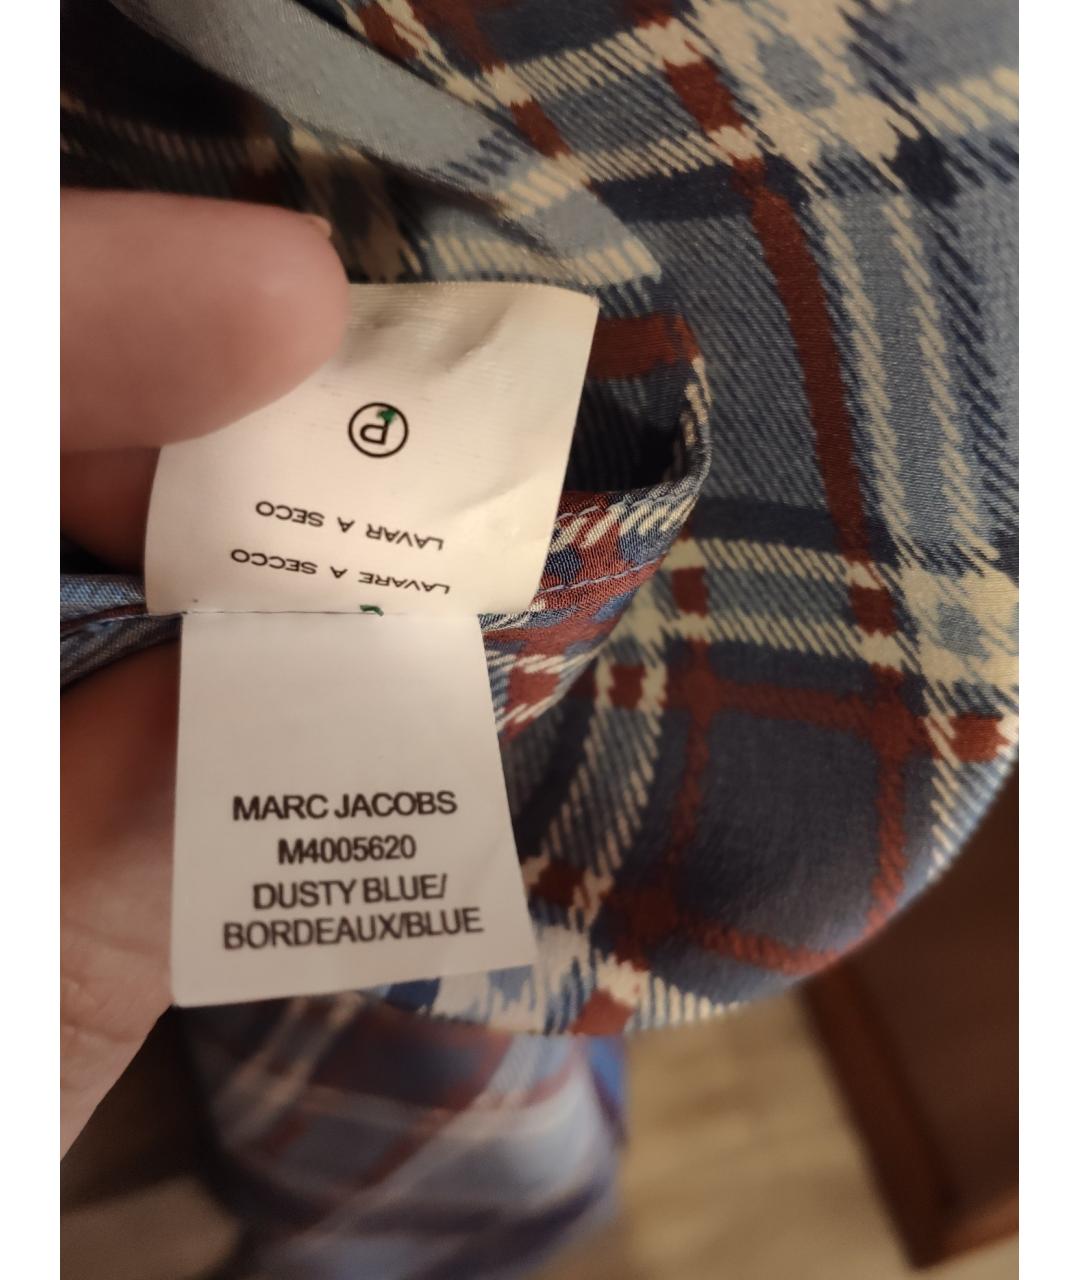 LAVARE A SECCO
LAVAR A SECO
P
MARC JACOBS
M4005620
DUSTY BLUE/
BORDEAUX/BLUE